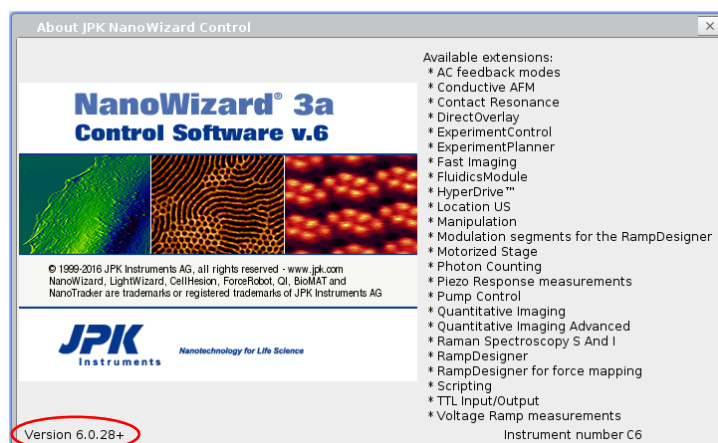 About JPK NanoWizard Control
NanoWizard® 3a
Control Software v.6
© 1999-2016 JPK Instruments AG, all rights reserved - www.jpk.com
NanoWizard, LightWizard, CellHesion, ForceRobot, QI, BioMAT and
NanoTracker are trademarks or registered trademarks of JPK Instruments AG
JPK
Instruments
Nanotechnology for Life Science
Available extensions:
* AC feedback modes
* Conductive AFM
* Contact Resonance
* DirectOverlay
* ExperimentControl
* ExperimentPlanner
* Fast Imaging
* FluidicsModule
* HyperDrive™
* Location US
* Manipulation
* Modulation segments for the RampDesigner
* Motorized Stage
* Photon Counting
* Piezo Response measurements
* Pump Control
* Quantitative Imaging
* Quantitative Imaging Advanced
* Raman Spectroscopy S And I
* RampDesigner
* RampDesigner for force mapping
* Scripting
* TTL Input/Output
* Voltage Ramp measurements
Version 6.0.28+
Instrument number C6